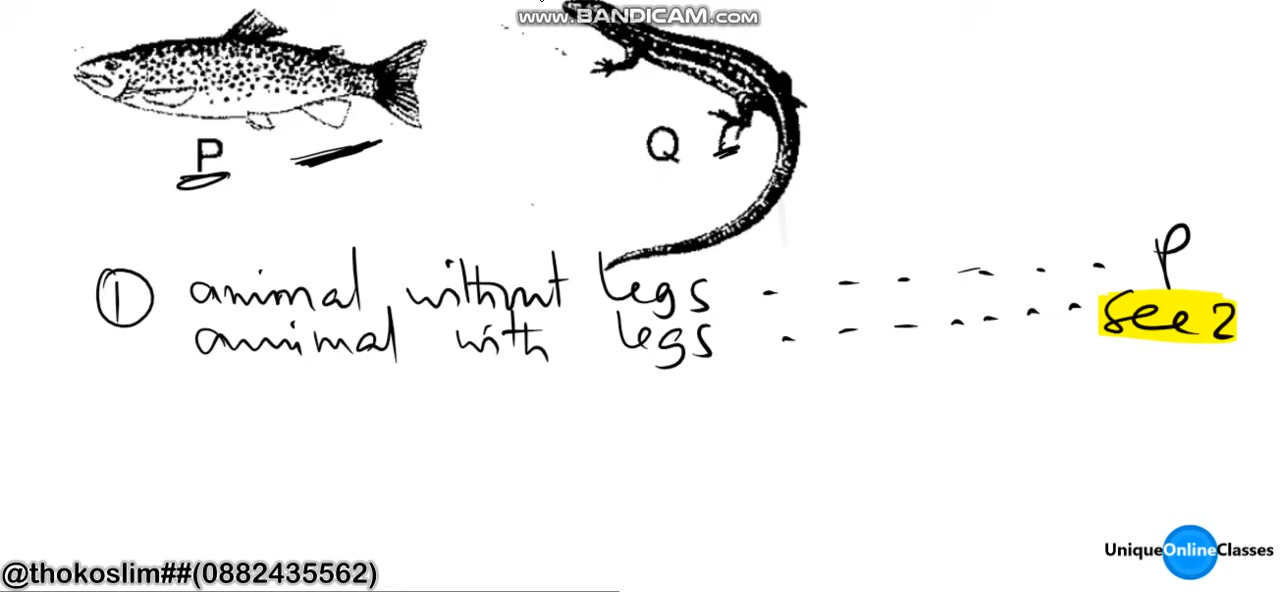 www.BANDICAM.com
P
Q
① animal without legs - - - - - - P
animal with legs - - - - - - See 2
UniqueOnlineClasses
@thokoslim##(0882435562)